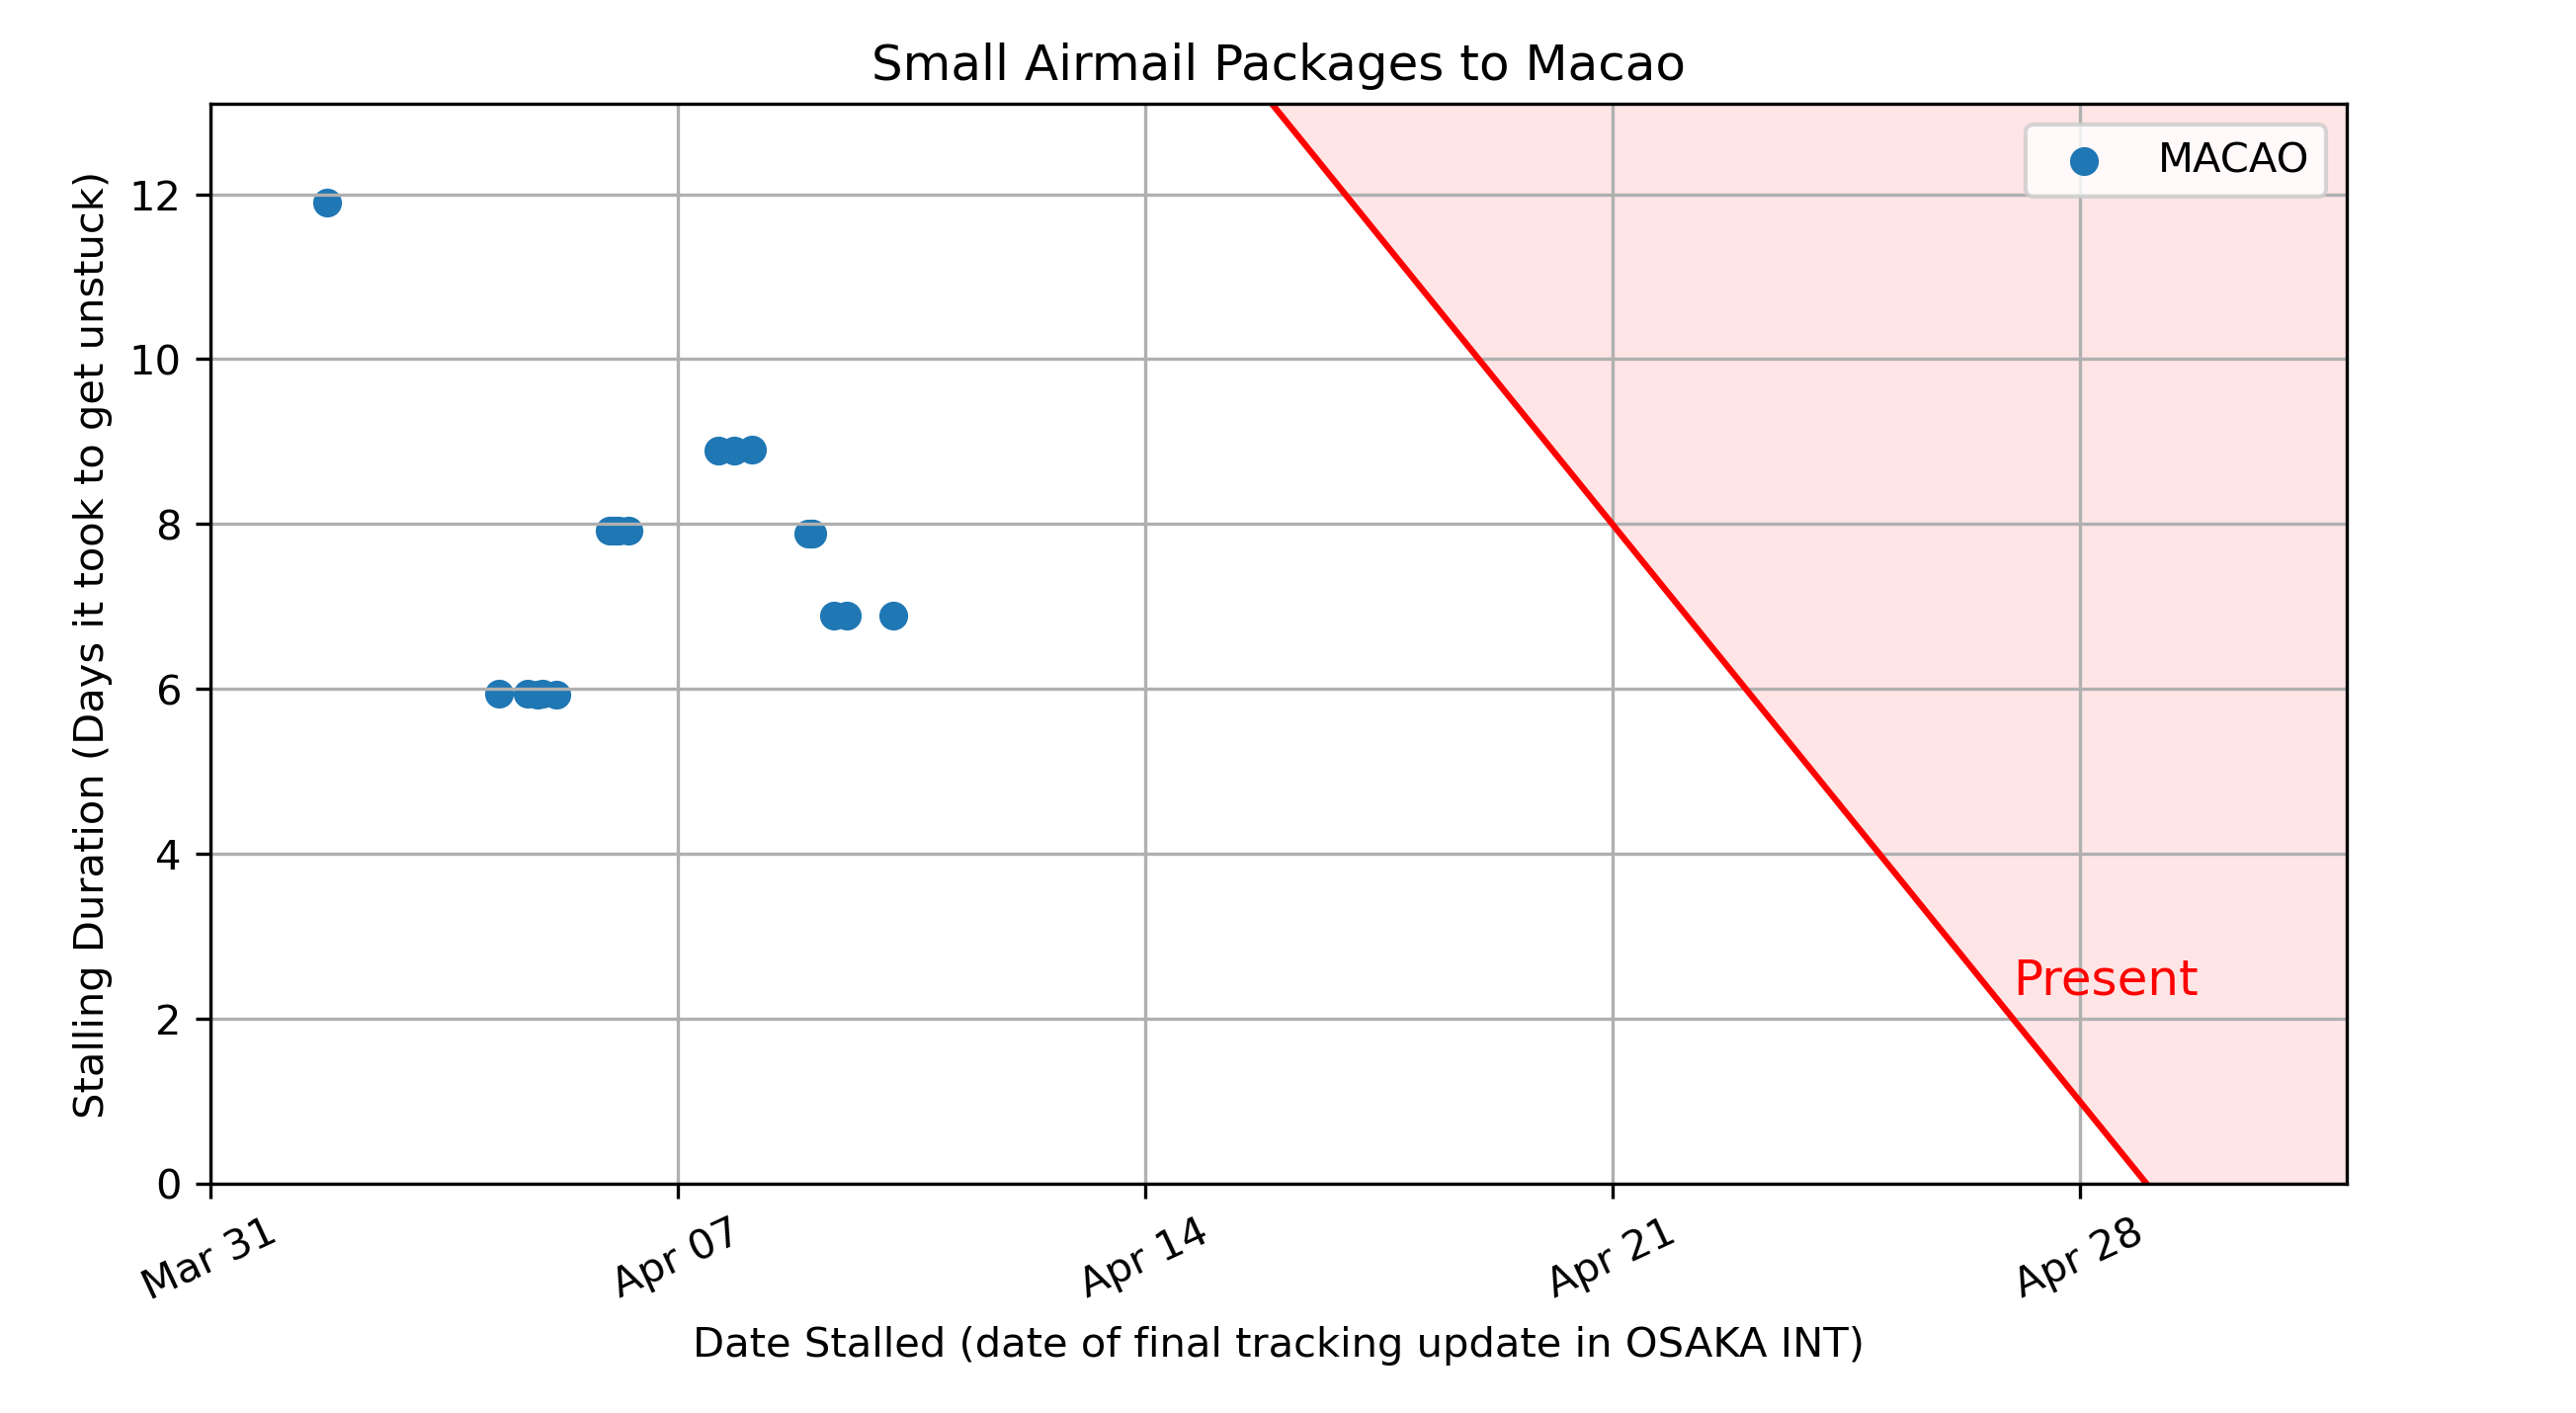 Small Airmail Packages to Macao
MACAO
Stalling Duration (Days it took to get unstuck)
12
10
8
6
4
2
0
Present
Mar 31
Apr 07
Apr 14
Apr 21
Apr 28
Date Stalled (date of final tracking update in OSAKA INT)